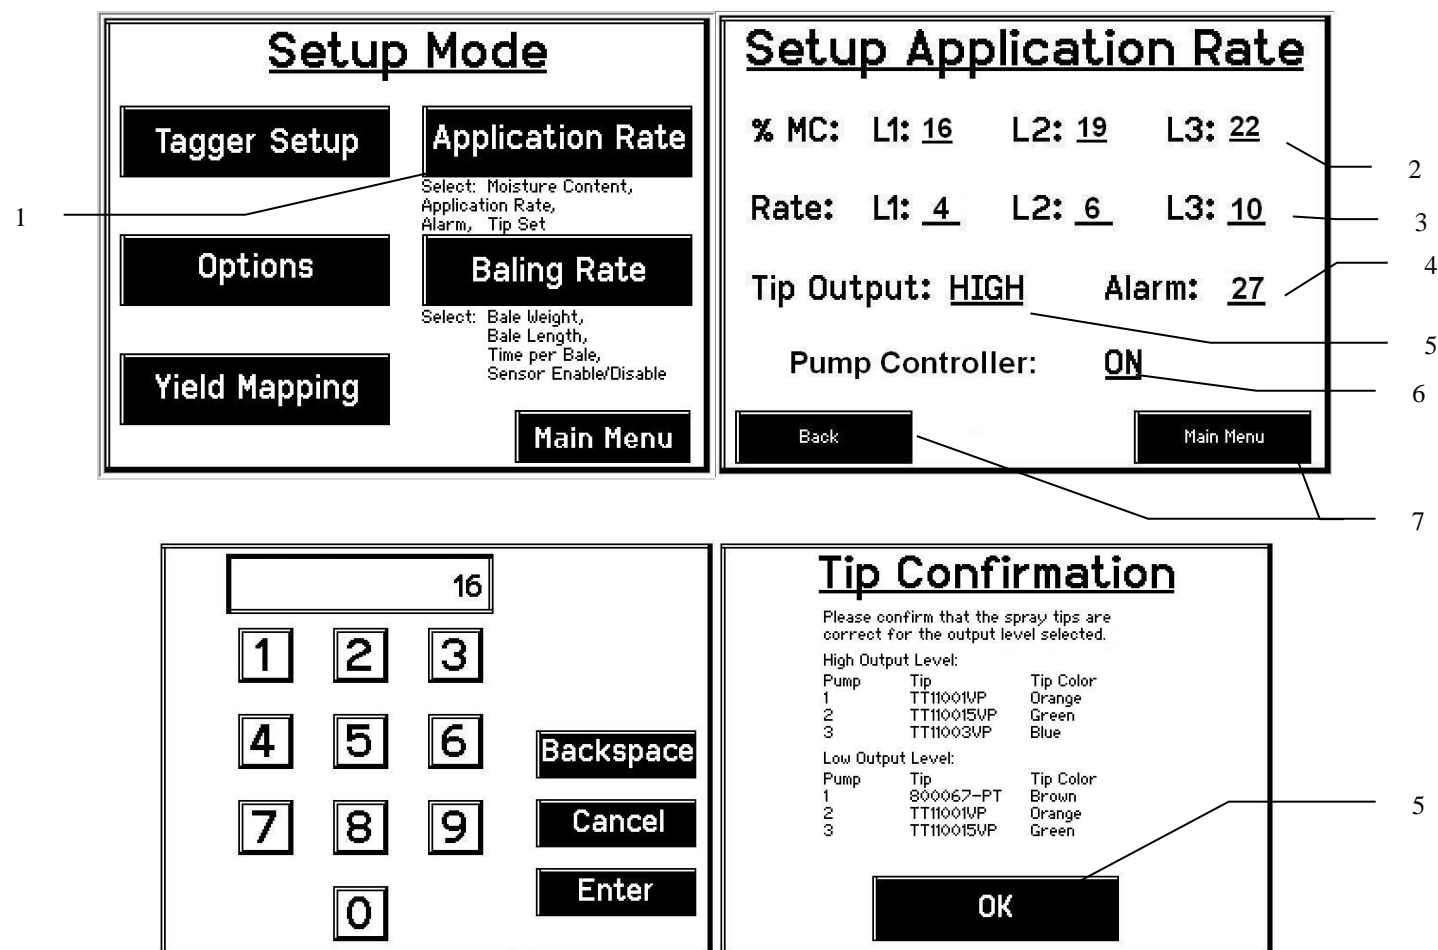 Setup Mode
Tagger Setup
Application Rate
Select: Moisture Content,
Application Rate,
Alarm, Tip Set
1
Options
Baling Rate
Select: Bale Weight,
Bale Length,
Time per Bale,
Sensor Enable/Disable
Yield Mapping
Main Menu
Setup Application Rate
% MC: L1: 16 L2: 19 L3: 22
2
Rate: L1: 4 L2: 6 L3: 10
3
4
Tip Output: HIGH Alarm: 27
5
Pump Controller: ON
6
Back
Main Menu
7
16
1 2 3
4 5 6
Backspace
7 8 9
Cancel
Enter
0
Tip Confirmation
Please confirm that the spray tips are
correct for the output level selected.
High Output Level:
Pump Tip Tip Color
1 TT11001VP Orange
2 TT110015VP Green
3 TT11003VP Blue
Low Output Level:
Pump Tip Tip Color
1 800067-PT Brown
2 TT11001VP Orange
3 TT110015VP Green
5
OK